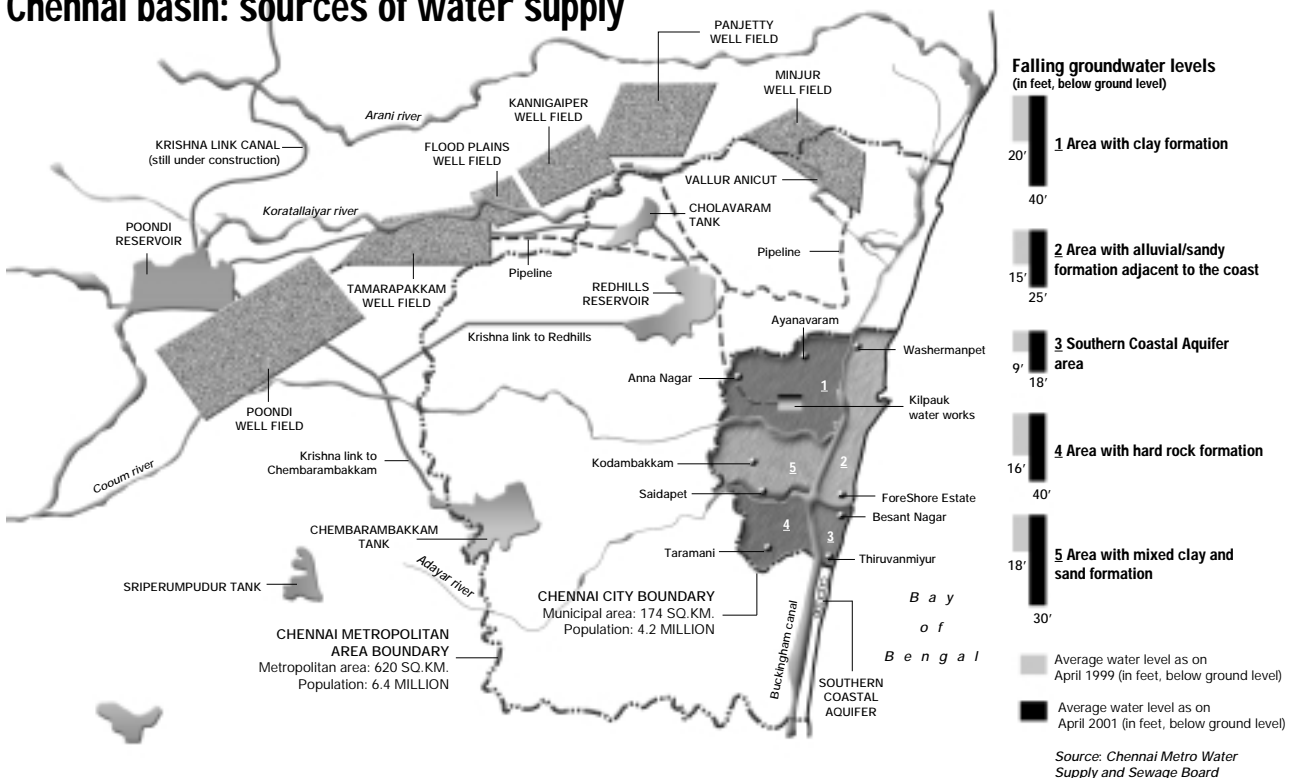 Chennai basin: sources of water supply
PANJETTY
WELL FIELD
MINJUR
WELL FIELD
KANNIGAIPER
WELL FIELD
Arani river
KRISHNA LINK CANAL
(still under construction)
FLOOD PLAINS
WELL FIELD
VALLUR ANICUT
Koratallaiyar river
CHOLAVARAM
TANK
POONDI
RESERVOIR
Pipeline
Pipeline
TAMARAPAKKAM
WELL FIELD
REDHILLS
RESERVOIR
Krishna link to Redhills
Ayanavaram
Washermanpet
Anna Nagar
1
Kilpauk
water works
POONDI
WELL FIELD
Cooum river
Krishna link to
Chembarambakkam
Kodambakkam
5
2
Saidapet
ForeShore Estate
Besant Nagar
4
3
CHEMBARAMBAKKAM
TANK
Taramani
Thiruvanmiyur
Adayar river
SRIPERUMPUDUR TANK
CHENNAI CITY BOUNDARY
Municipal area: 174 SQ.KM.
Population: 4.2 MILLION
Bay
of
Bengal
CHENNAI METROPOLITAN
AREA BOUNDARY
Metropolitan area: 620 SQ.KM.
Population: 6.4 MILLION
Buckingham canal
SOUTHERN
COASTAL
AQUIFER
Falling groundwater levels
(in feet, below ground level)
20'
40'
1 Area with clay formation
15'
25'
2 Area with alluvial/sandy
formation adjacent to the coast
9'
18'
3 Southern Coastal Aquifer
area
16'
40'
4 Area with hard rock formation
18'
30'
5 Area with mixed clay and
sand formation
Average water level as on
April 1999 (in feet, below ground level)
Average water level as on
April 2001 (in feet, below ground level)
Source: Chennai Metro Water
Supply and Sewage Board